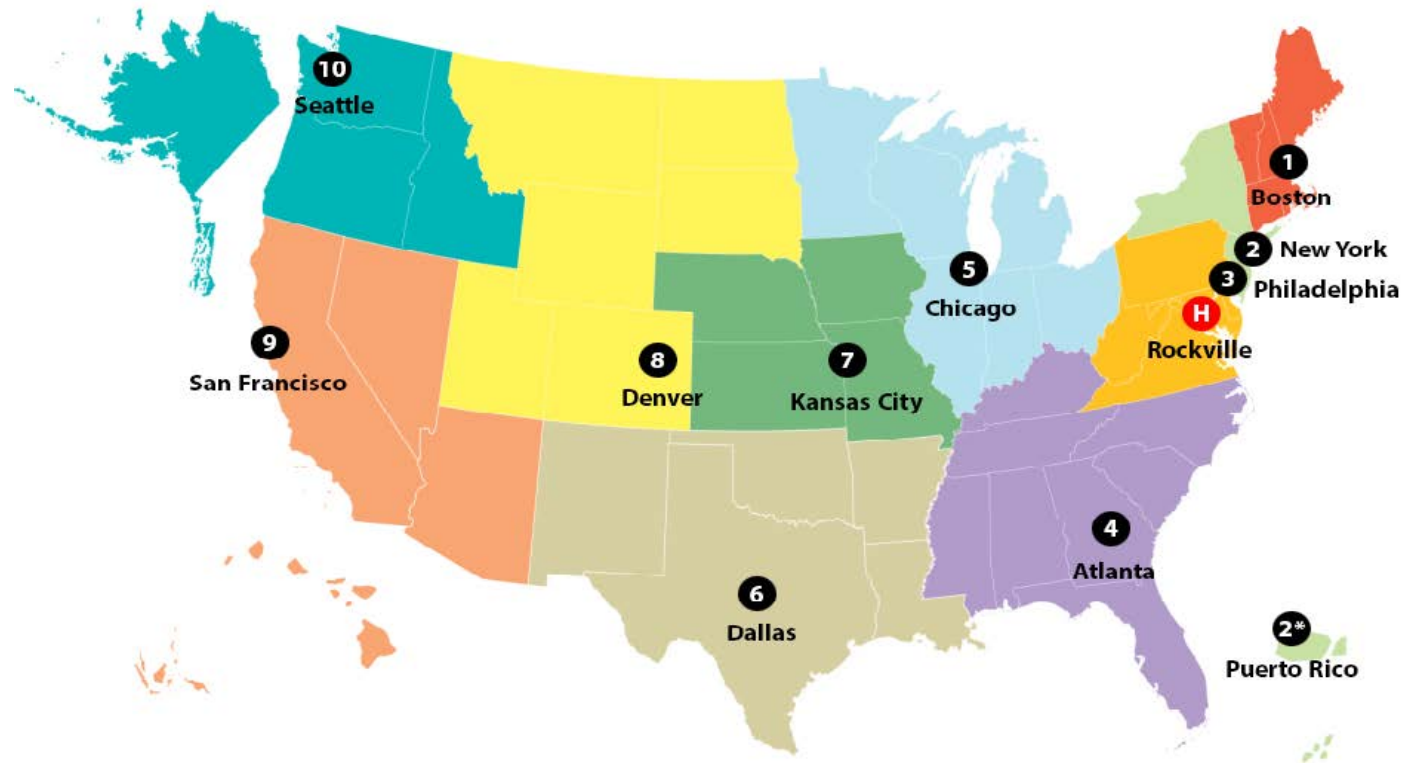 10
Seattle
1
Boston
2 New York
3 Philadelphia
H
Rockville
5
Chicago
9
San Francisco
8
Denver
7
Kansas City
4
Atlanta
6
Dallas
2*
Puerto Rico